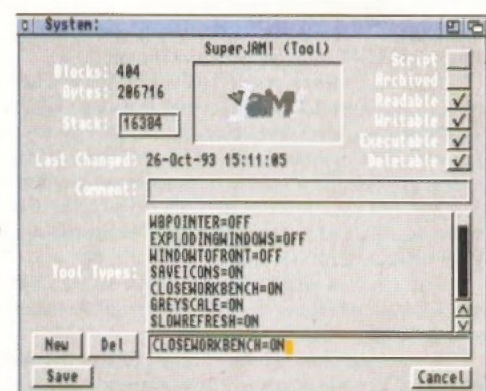 System:
SuperJAM! (Tool)
Blocks: 404
Bytes: 206716
Stack: 16384
JaM!
Script
Archived
Readable
Writable
Executable
Deletable
Last Changed: 26-Oct-93 15:11:05
Comment:
Tool Types:
WBPOINTER=OFF
EXPLODINGWINDOWS=OFF
WINDOWTOFRONT=OFF
SAVEICONS=ON
CLOSEWORKBENCH=ON
GREYSCALE=ON
SLOWREFRESH=ON
New
Del
CLOSEWORKBENCH=ON
Save
Cancel